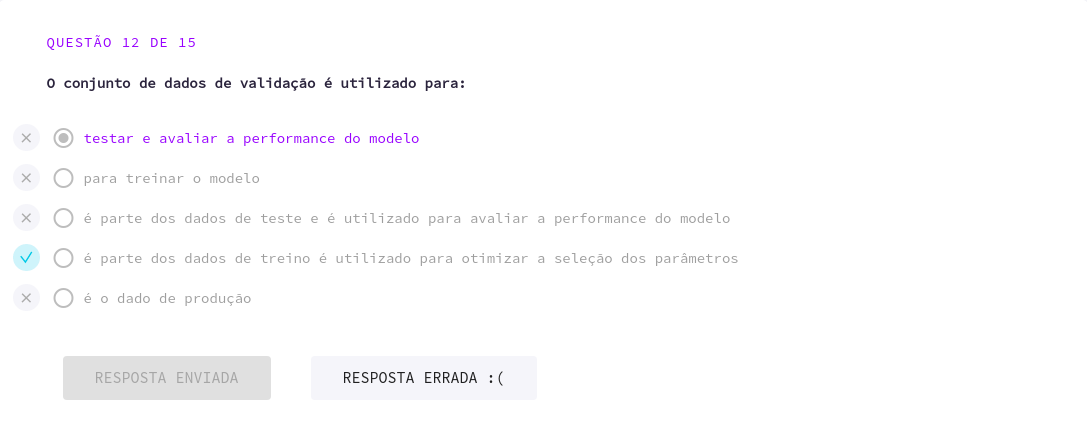 QUESTÃO 12 DE 15
O conjunto de dados de validação é utilizado para:
testar e avaliar a performance do modelo
para treinar o modelo
é parte dos dados de teste e é utilizado para avaliar a performance do modelo
é parte dos dados de treino é utilizado para otimizar a seleção dos parâmetros
é o dado de produção
RESPOSTA ENVIADA
RESPOSTA ERRADA :(